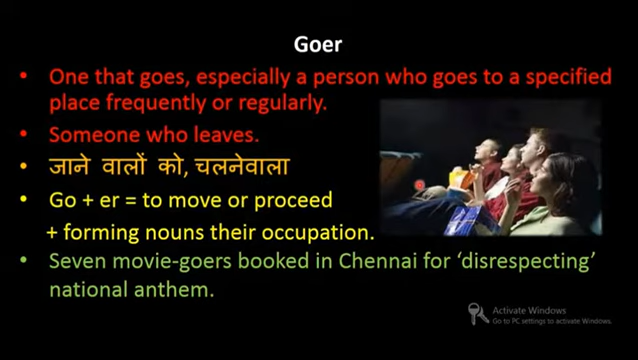 Goer
• One that goes, especially a person who goes to a specified
place frequently or regularly.
• Someone who leaves.
• जाने वालों को, चलनेवाला
• Go + er = to move or proceed
+ forming nouns their occupation.
• Seven movie-goers booked in Chennai for ‘disrespecting’
national anthem.
Activate Windows
Go to PC settings to activate Windows.